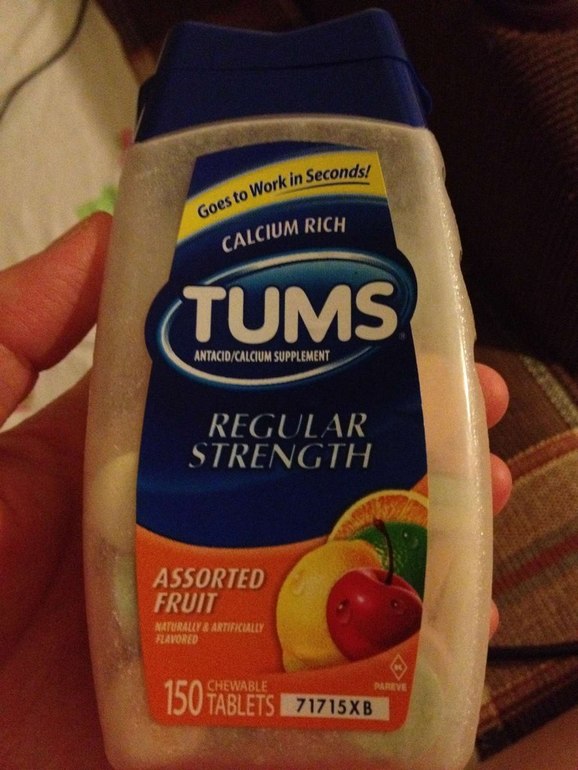 Goes to Work in Seconds!
CALCIUM RICH
TUMS®
ANTACID/CALCIUM SUPPLEMENT
REGULAR
STRENGTH
ASSORTED
FRUIT
NATURALLY & ARTIFICIALLY
FLAVORED
150 CHEWABLE
TABLETS 71715XB
PAREVE